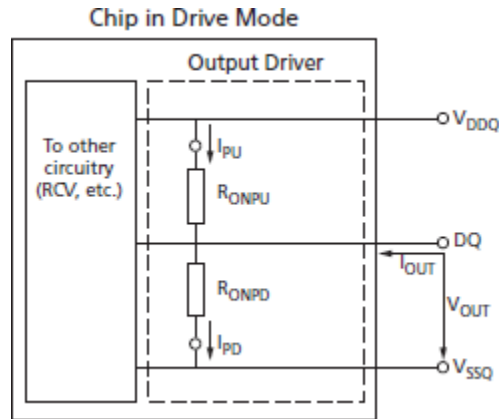 Chip in Drive Mode
Output Driver
To other
circuitry
(RCV, etc.)
V_DDQ
I_PU
R_ONPU
DQ
I_OUT
R_ONPD
V_OUT
I_PD
V_SSQ